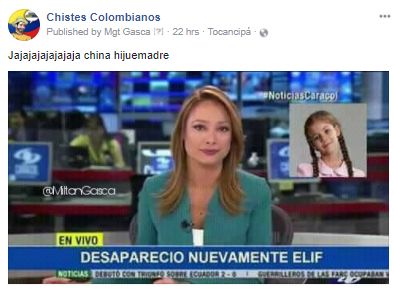 Chistes Colombianos
Published by Mgt Gasca [?] · 22 hrs · Tocancipá ·
Jajajajajajajaja china hijuemadre
#NoticiasCaracol
@MiltonGasca
EN VIVO
DESAPARECIO NUEVAMENTE ELIF
NOTICIAS DEBUTÓ CON TRIUNFO SOBRE ECUADOR 2 - 0 GUERRILLEROS DE LAS FARC OCUPABAN